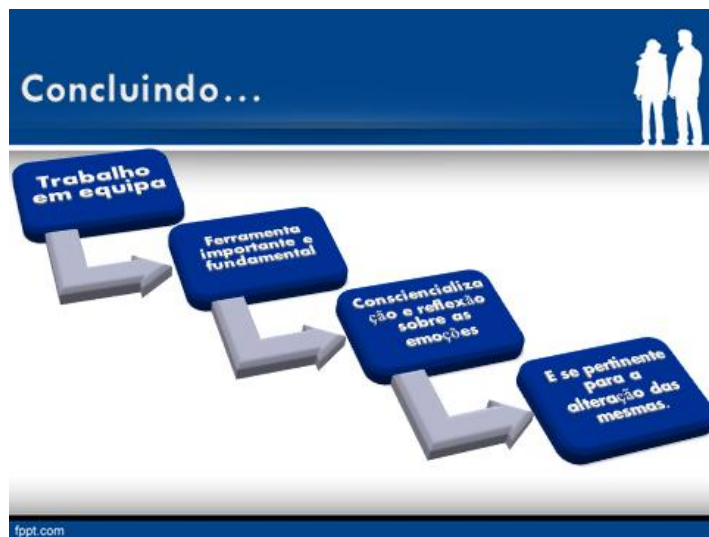 Concluindo...
Trabalho
em equipa
Ferramenta
importante e
fundamental
Consciencializa
ção e reflexão
sobre as
emoções
E se pertinente
para a
alteração das
mesmas.
fppt.com